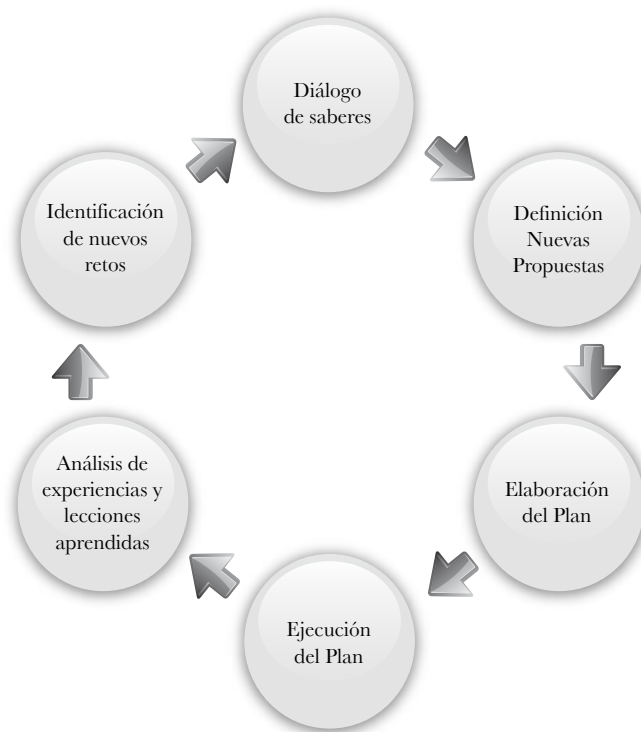 Diálogo
de saberes
Definición
Nuevas
Propuestas
Elaboración
del Plan
Ejecución
del Plan
Análisis de
experiencias y
lecciones
aprendidas
Identificación
de nuevos
retos